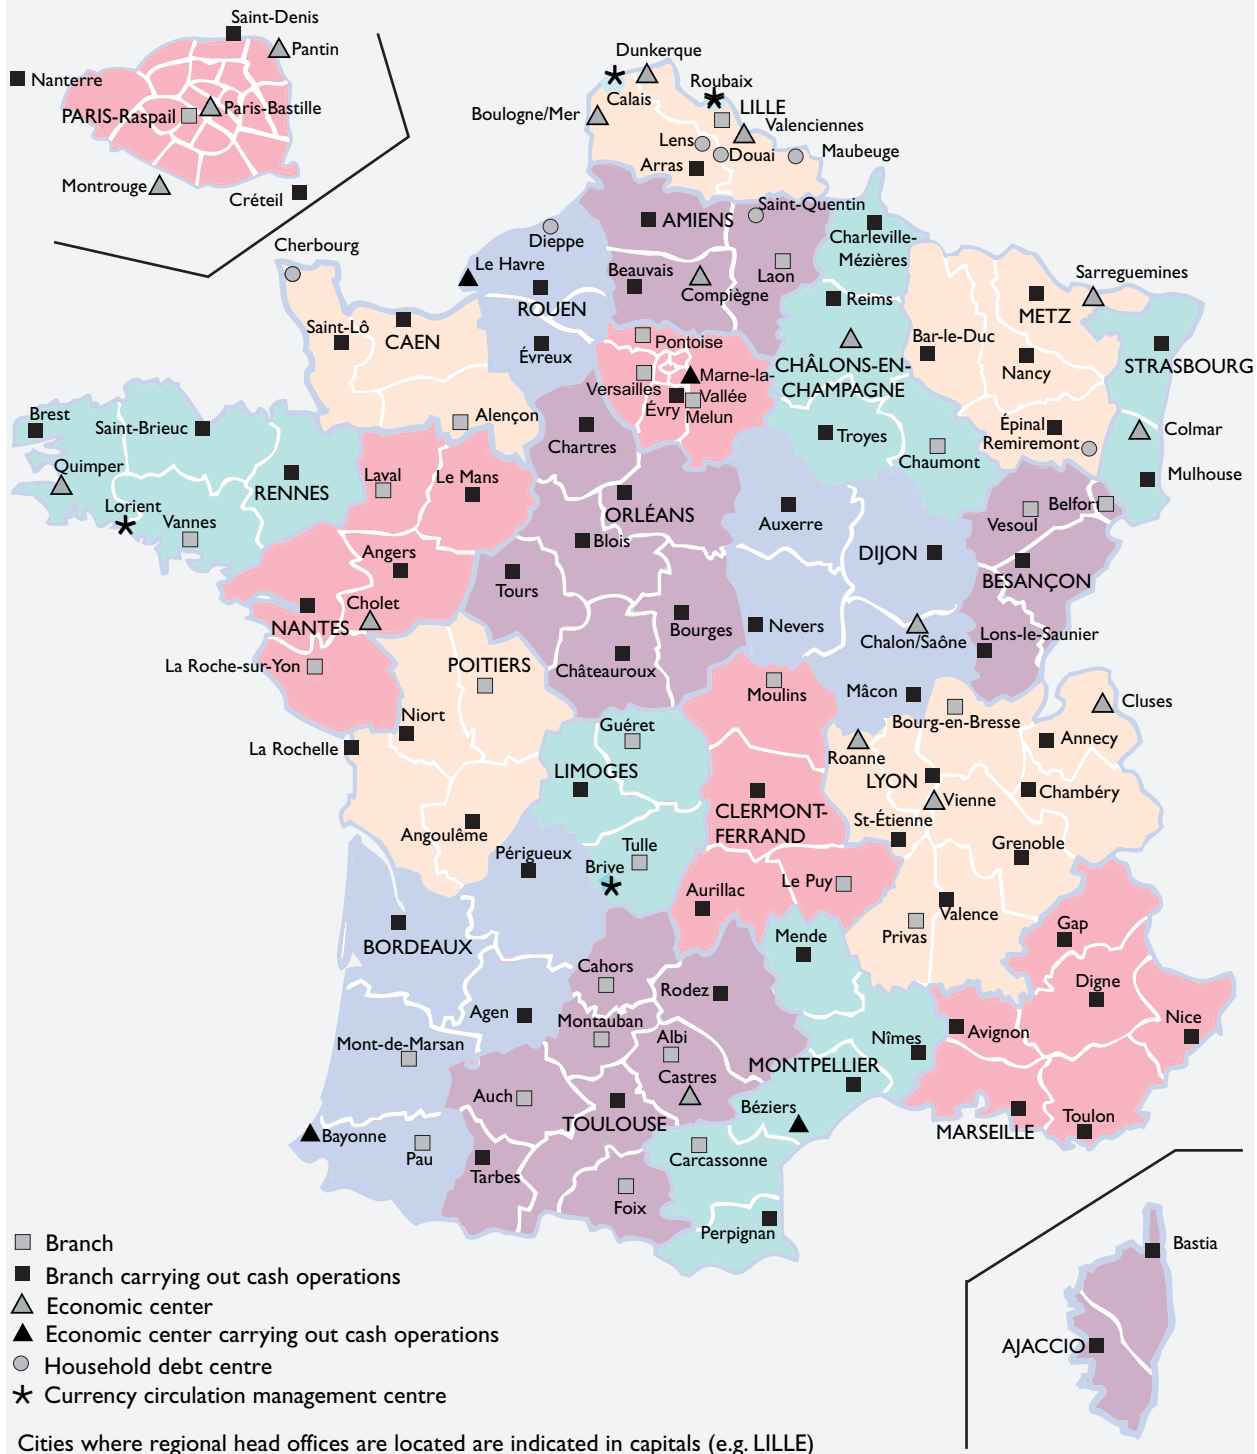 Saint-Denis
Pantin
Nanterre
PARIS-Raspail
Paris-Bastille
Montrouge
Créteil
Dunkerque
Roubaix
Calais
LILLE
Boulogne/Mer
Valenciennes
Lens
Douai
Maubeuge
Arras
Saint-Quentin
AMIENS
Charleville-
Mézières
Dieppe
Cherbourg
Le Havre
Beauvais
Laon
Compiègne
Reims
Sarreguemines
ROUEN
METZ
Saint-Lô
CAEN
Pontoise
Bar-le-Duc
Évreux
CHÂLONS-EN-
CHAMPAGNE
STRASBOURG
Nancy
Marne-la-
Vallée
Versailles
Évry
Melun
Brest
Saint-Brieuc
Alençon
Chartres
Troyes
Épinal
Remiremont
Colmar
Chaumont
Quimper
Laval
Le Mans
RENNES
Mulhouse
Lorient
Vannes
ORLÉANS
Auxerre
Vesoul
Belfort
Blois
Angers
DIJON
BESANÇON
Tours
Cholet
NANTES
Bourges
Nevers
Chalon/Saône
Lons-le-Saunier
La Roche-sur-Yon
POITIERS
Châteauroux
Moulins
Mâcon
Bourg-en-Bresse
Cluses
Niort
Guéret
La Rochelle
Roanne
Annecy
LIMOGES
LYON
Vienne
Chambéry
CLERMONT-
FERRAND
St-Étienne
Angoulême
Grenoble
Périgueux
Tulle
Brive
Aurillac
Le Puy
Valence
Privas
Gap
BORDEAUX
Mende
Cahors
Rodez
Digne
Agen
Montauban
Nice
Avignon
Mont-de-Marsan
Albi
Nîmes
Castres
MONTPELLIER
Auch
Béziers
TOULOUSE
MARSEILLE
Toulon
Bayonne
Pau
Carcassonne
Tarbes
Foix
Perpignan
Bastia
AJACCIO
Branch
Branch carrying out cash operations
Economic center
Economic center carrying out cash operations
Household debt centre
Currency circulation management centre
Cities where regional head offices are located are indicated in capitals (e.g. LILLE)